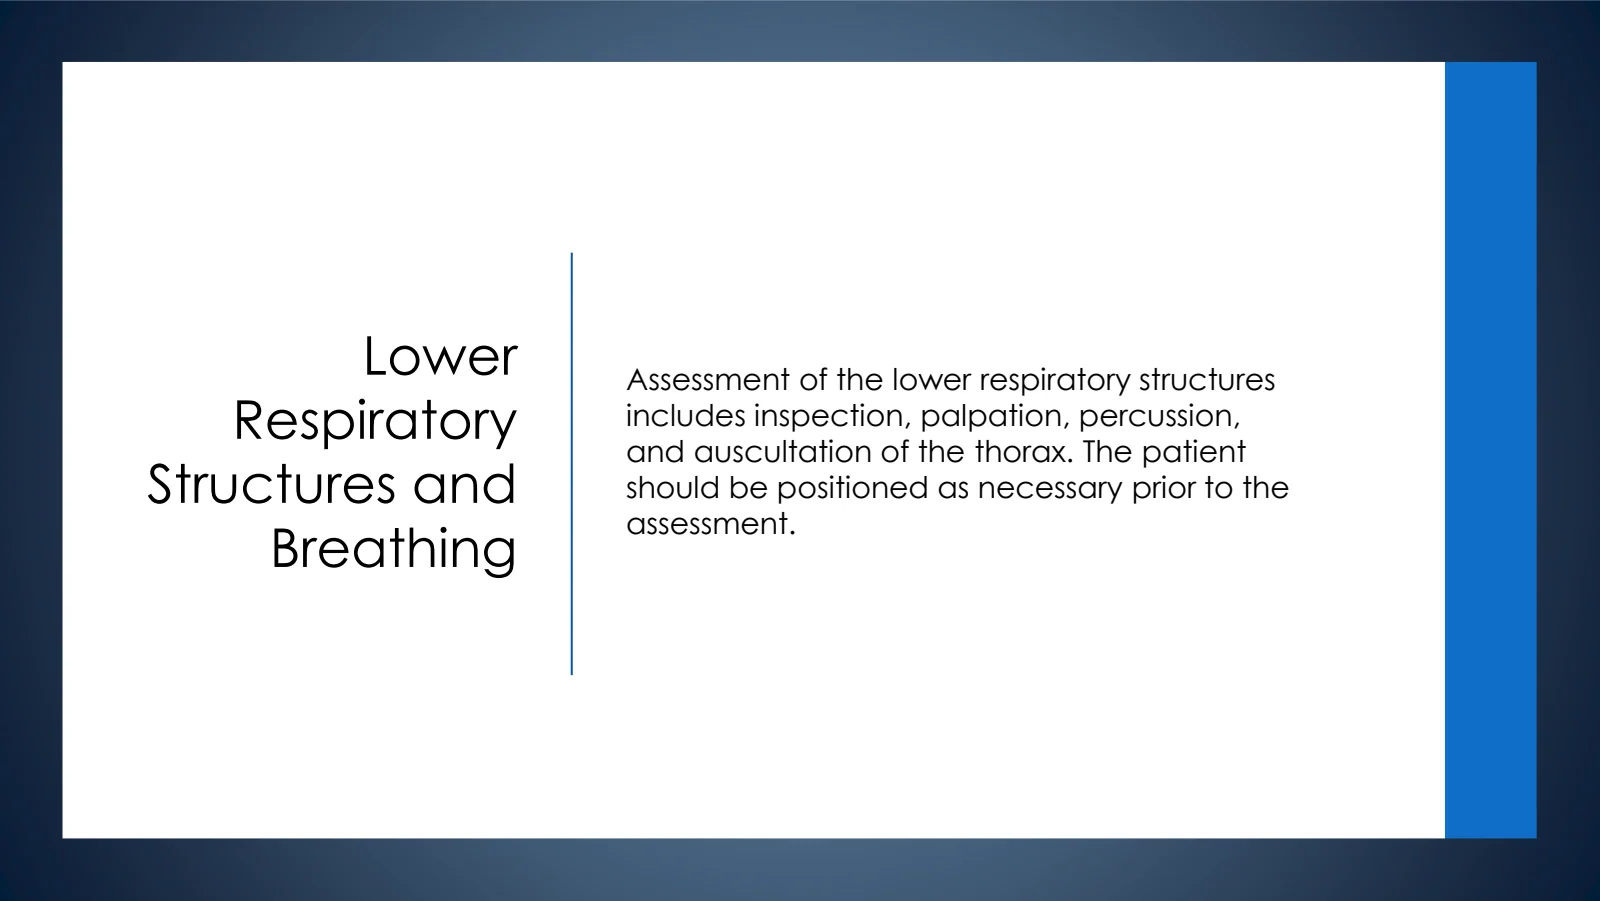 Lower
Respiratory
Structures and
Breathing
Assessment of the lower respiratory structures
includes inspection, palpation, percussion,
and auscultation of the thorax. The patient
should be positioned as necessary prior to the
assessment.